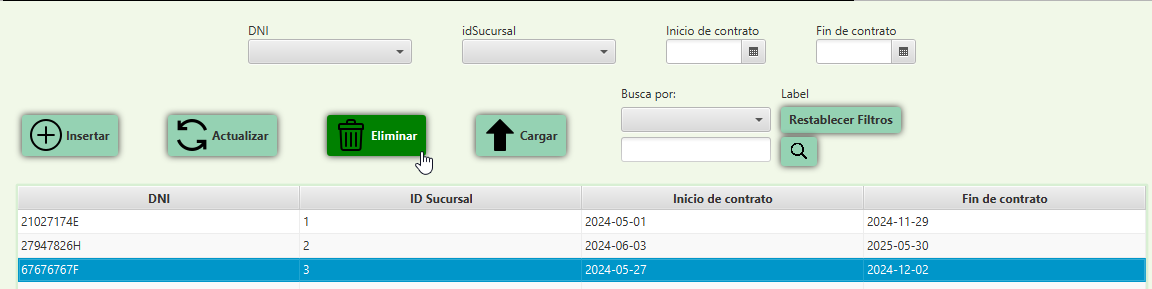 DNI idSucursal Inicio de contrato Fin de contrato
Busca por: Label
Insertar Actualizar Eliminar Cargar Restablecer Filtros
DNI ID Sucursal Inicio de contrato Fin de contrato
21027174E 1 2024-05-01 2024-11-29
27947826H 2 2024-06-03 2025-05-30
67676767F 3 2024-05-27 2024-12-02